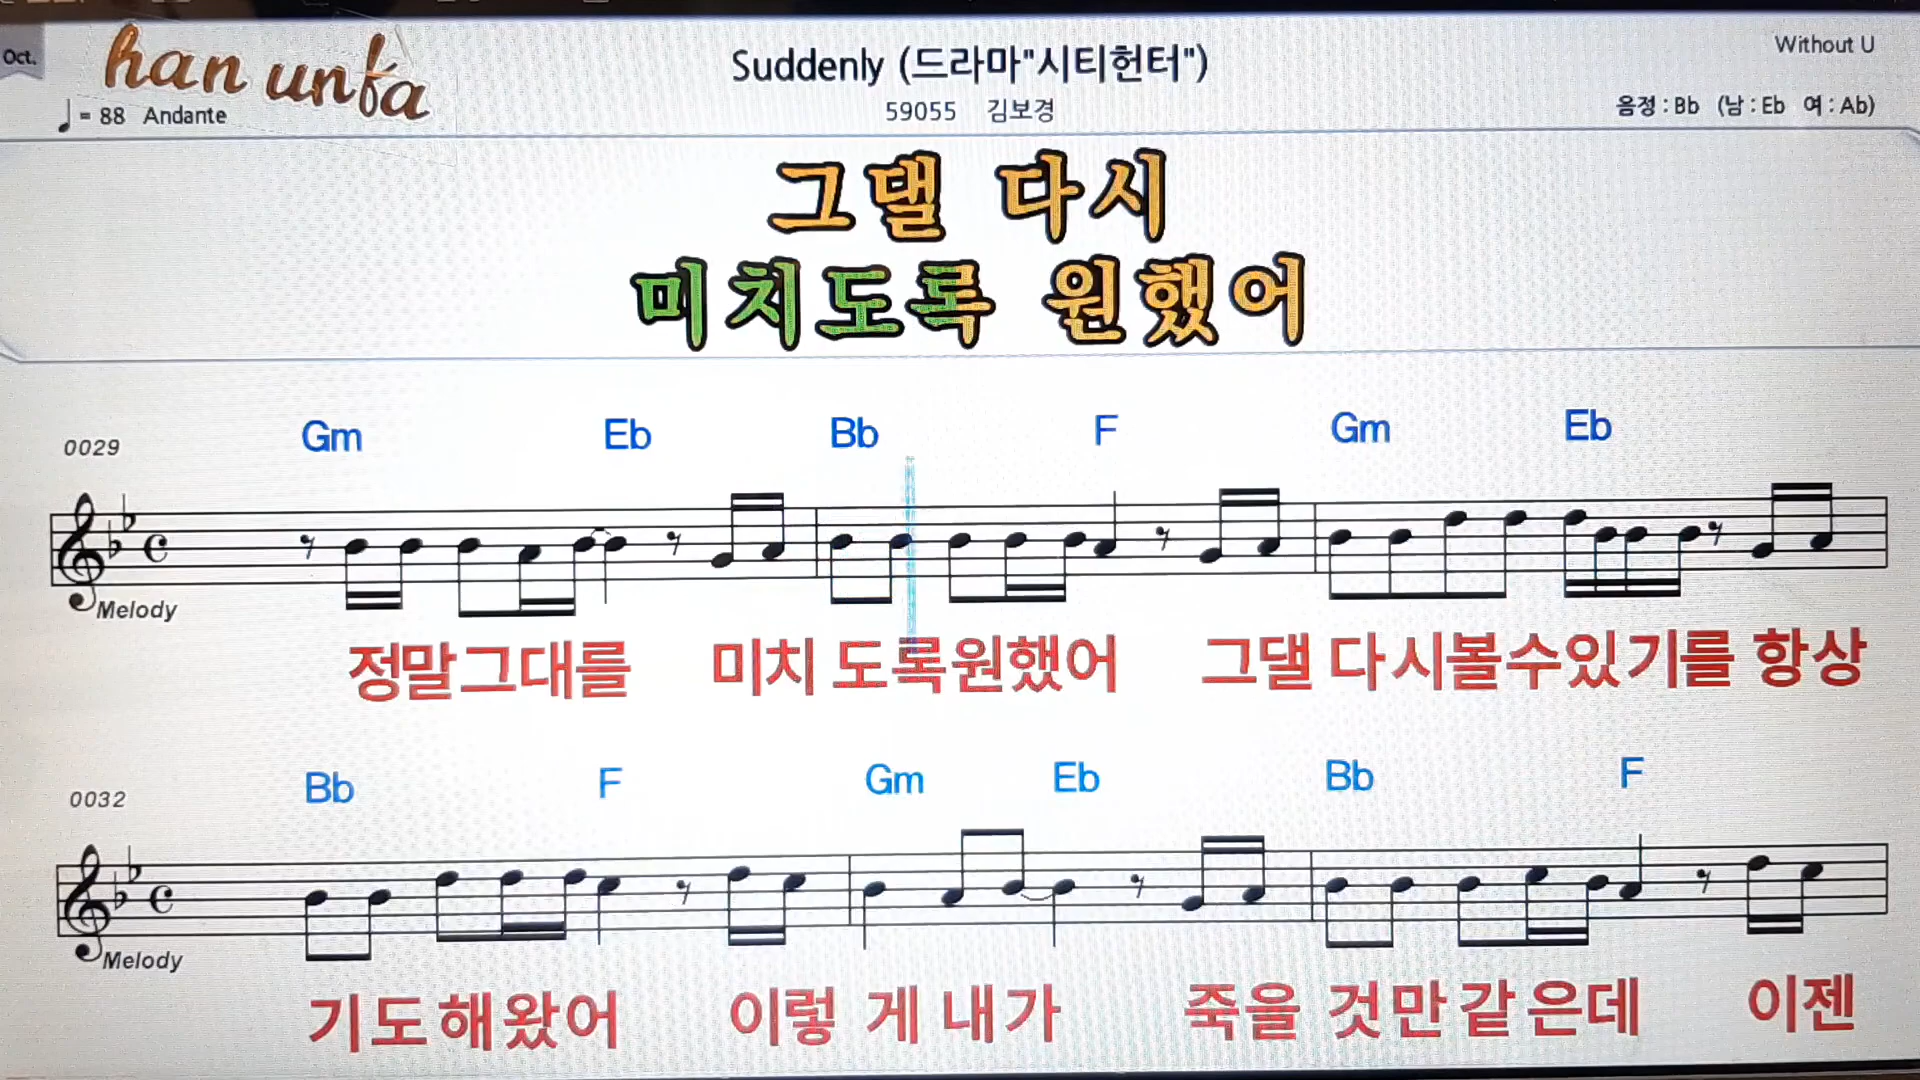 Oct.
han unfa
Suddenly (드라마"시티헌터")
Without U
♩ = 88 Andante
59055 김보경
음정 : Bb (남 : Eb 여 : Ab)
그댈 다시
미치도록 원했어
0029
Gm Eb Bb F Gm Eb
Melody
정말그대를 미치 도록원했어 그댈 다시볼수있기를 항상
0032
Bb F Gm Eb Bb F
Melody
기도해왔어 이렇 게 내가 죽을 것만같은데 이젠